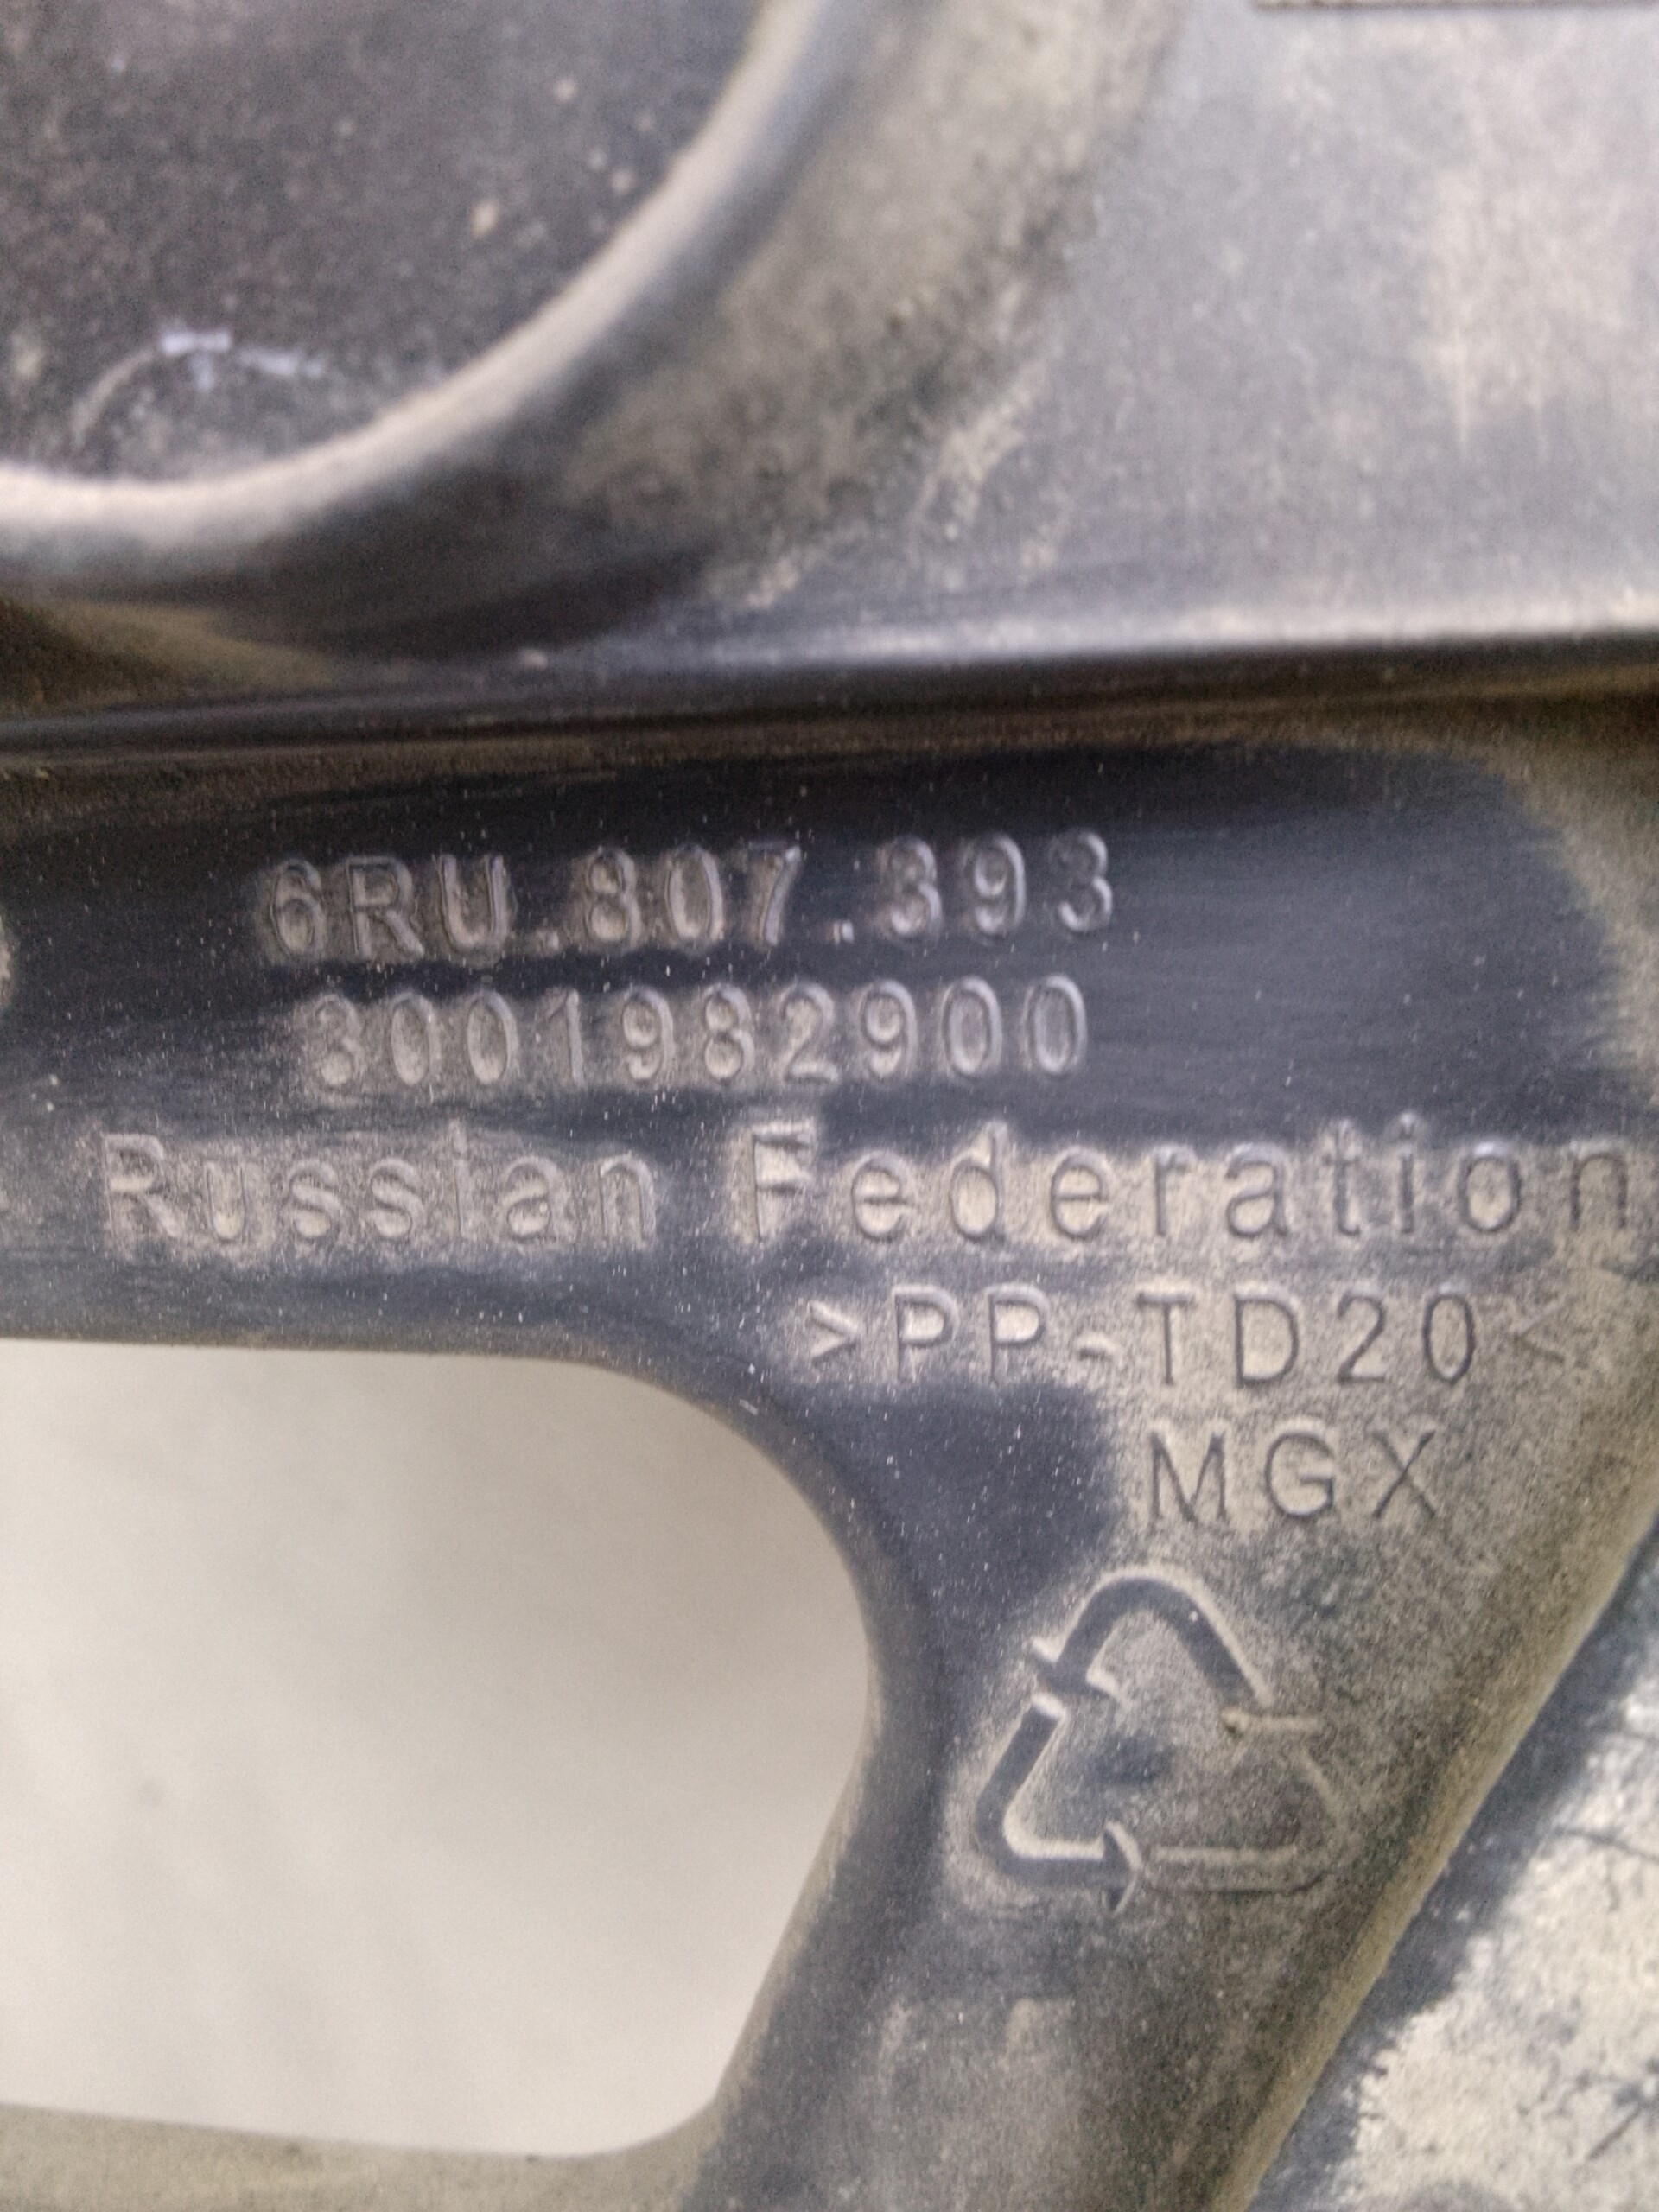 6RU.807.393
3001982900
Russian Federation
>PP-TD20<
MGX